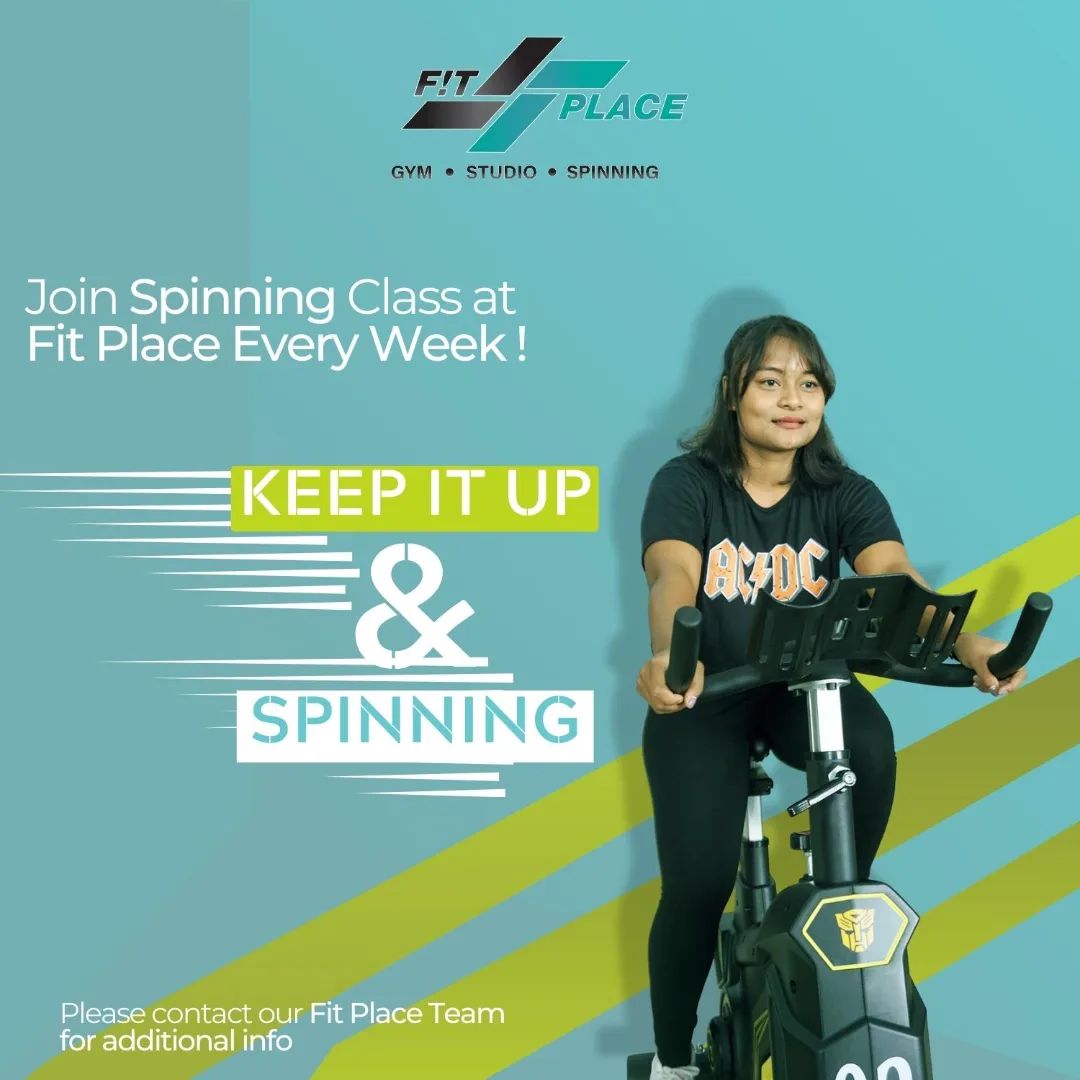 F!T
PLACE
GYM • STUDIO • SPINNING
Join Spinning Class at
Fit Place Every Week !
KEEP IT UP
&
SPINNING
AC⚡DC
Please contact our Fit Place Team
for additional info